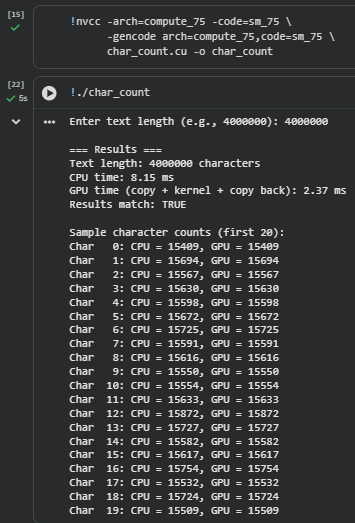 [15]
!nvcc -arch=compute_75 -code=sm_75 \
-gencode arch=compute_75,code=sm_75 \
char_count.cu -o char_count
[22]
5s
!./char_count
Enter text length (e.g., 4000000): 4000000
=== Results ===
Text length: 4000000 characters
CPU time: 8.15 ms
GPU time (copy + kernel + copy back): 2.37 ms
Results match: TRUE
Sample character counts (first 20):
Char   0: CPU = 15409, GPU = 15409
Char   1: CPU = 15694, GPU = 15694
Char   2: CPU = 15567, GPU = 15567
Char   3: CPU = 15630, GPU = 15630
Char   4: CPU = 15598, GPU = 15598
Char   5: CPU = 15672, GPU = 15672
Char   6: CPU = 15725, GPU = 15725
Char   7: CPU = 15591, GPU = 15591
Char   8: CPU = 15616, GPU = 15616
Char   9: CPU = 15550, GPU = 15550
Char  10: CPU = 15554, GPU = 15554
Char  11: CPU = 15633, GPU = 15633
Char  12: CPU = 15872, GPU = 15872
Char  13: CPU = 15727, GPU = 15727
Char  14: CPU = 15582, GPU = 15582
Char  15: CPU = 15617, GPU = 15617
Char  16: CPU = 15754, GPU = 15754
Char  17: CPU = 15532, GPU = 15532
Char  18: CPU = 15724, GPU = 15724
Char  19: CPU = 15509, GPU = 15509